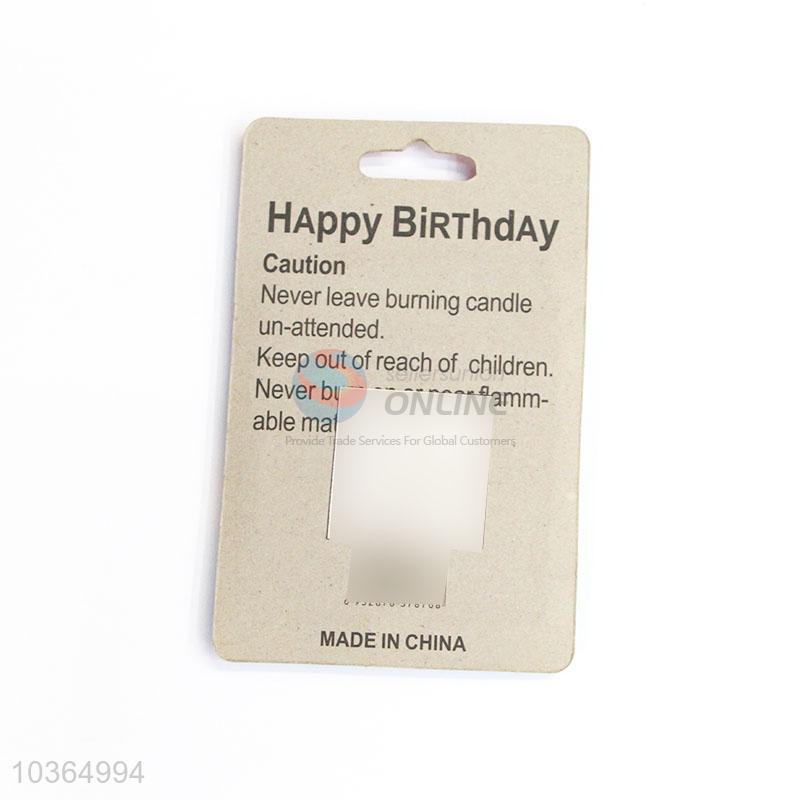 HAppy BiRThdAy
Caution
Never leave burning candle
un-attended.
Keep out of reach of children.
sellersunion
Never flamm-
ONLINE
able
Provide Trade Services For Global Customers
MADE IN CHINA
10364994